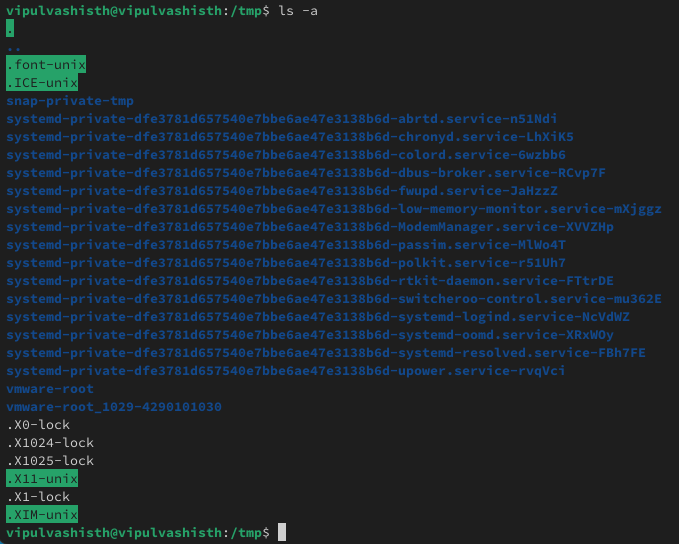 vipulvashisth@vipulvashisth:/tmp$ ls -a
.
..
.font-unix
.ICE-unix
snap-private-tmp
systemd-private-dfe3781d657540e7bbe6ae47e3138b6d-abrtd.service-n51Ndi
systemd-private-dfe3781d657540e7bbe6ae47e3138b6d-chronyd.service-LhXiK5
systemd-private-dfe3781d657540e7bbe6ae47e3138b6d-colord.service-6wzbb6
systemd-private-dfe3781d657540e7bbe6ae47e3138b6d-dbus-broker.service-RCvp7F
systemd-private-dfe3781d657540e7bbe6ae47e3138b6d-fwupd.service-JaHzzZ
systemd-private-dfe3781d657540e7bbe6ae47e3138b6d-low-memory-monitor.service-mXjggz
systemd-private-dfe3781d657540e7bbe6ae47e3138b6d-ModemManager.service-XVVZHp
systemd-private-dfe3781d657540e7bbe6ae47e3138b6d-passim.service-MlWo4T
systemd-private-dfe3781d657540e7bbe6ae47e3138b6d-polkit.service-r51Uh7
systemd-private-dfe3781d657540e7bbe6ae47e3138b6d-rtkit-daemon.service-FTtrDE
systemd-private-dfe3781d657540e7bbe6ae47e3138b6d-switcheroo-control.service-mu362E
systemd-private-dfe3781d657540e7bbe6ae47e3138b6d-systemd-logind.service-NcVdWZ
systemd-private-dfe3781d657540e7bbe6ae47e3138b6d-systemd-oomd.service-XRxWOy
systemd-private-dfe3781d657540e7bbe6ae47e3138b6d-systemd-resolved.service-FBh7FE
systemd-private-dfe3781d657540e7bbe6ae47e3138b6d-upower.service-rvqVci
vmware-root
vmware-root_1029-4290101030
.X0-lock
.X1024-lock
.X1025-lock
.X11-unix
.X1-lock
.XIM-unix
vipulvashisth@vipulvashisth:/tmp$